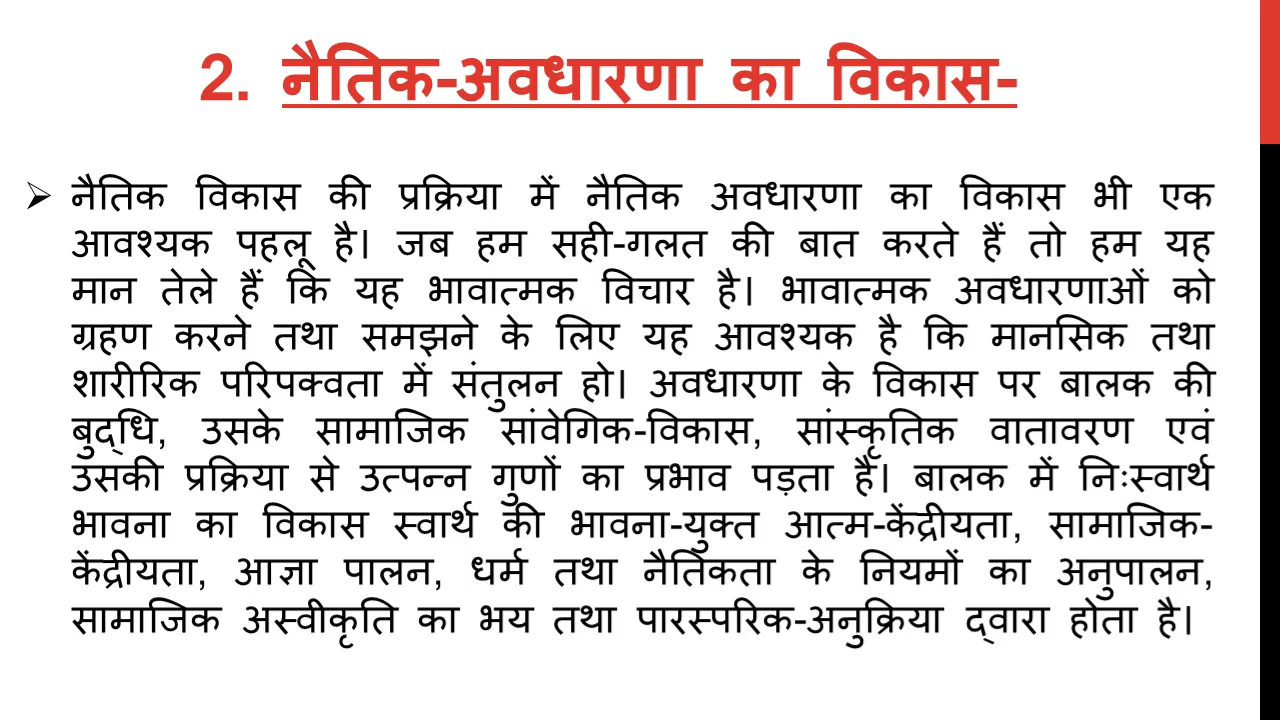 2. नैतिक-अवधारणा का विकास-
➢ नैतिक विकास की प्रक्रिया में नैतिक अवधारणा का विकास भी एक
आवश्यक पहलू है। जब हम सही-गलत की बात करते हैं तो हम यह
मान तेले हैं कि यह भावात्मक विचार है। भावात्मक अवधारणाओं को
ग्रहण करने तथा समझने के लिए यह आवश्यक है कि मानसिक तथा
शारीरिक परिपक्वता में संतुलन हो। अवधारणा के विकास पर बालक की
बुद्धि, उसके सामाजिक सांवेगिक-विकास, सांस्कृतिक वातावरण एवं
उसकी प्रक्रिया से उत्पन्न गुणों का प्रभाव पड़ता है। बालक में निःस्वार्थ
भावना का विकास स्वार्थ की भावना-युक्त आत्म-केंद्रीयता, सामाजिक-
केंद्रीयता, आज्ञा पालन, धर्म तथा नैतिकता के नियमों का अनुपालन,
सामाजिक अस्वीकृति का भय तथा पारस्परिक-अनुक्रिया द्वारा होता है।